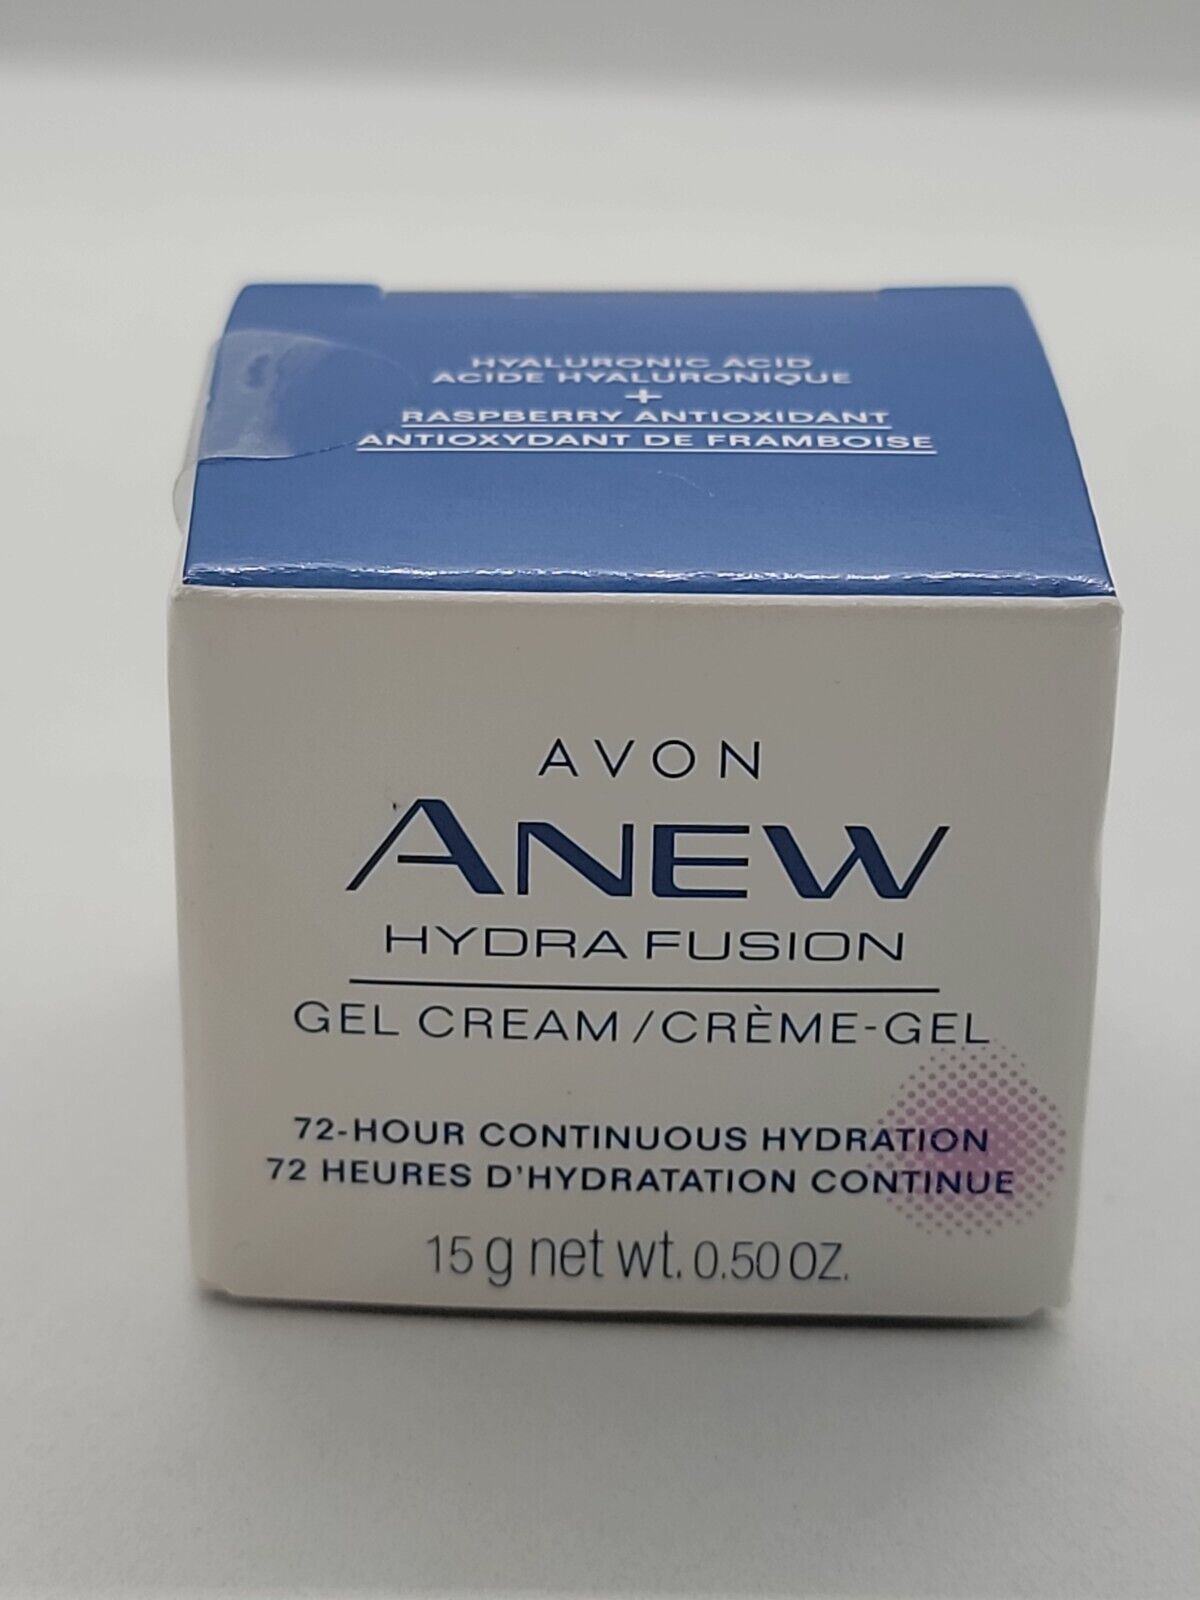 HYALURONIC ACID
ACIDE HYALURONIQUE
+
RASPBERRY ANTIOXIDANT
ANTIOXYDANT DE FRAMBOISE
AVON
ANEW
HYDRA FUSION
GEL CREAM/CRÈME-GEL
72-HOUR CONTINUOUS HYDRATION
72 HEURES D'HYDRATATION CONTINUE
15 g net wt. 0.50 OZ.